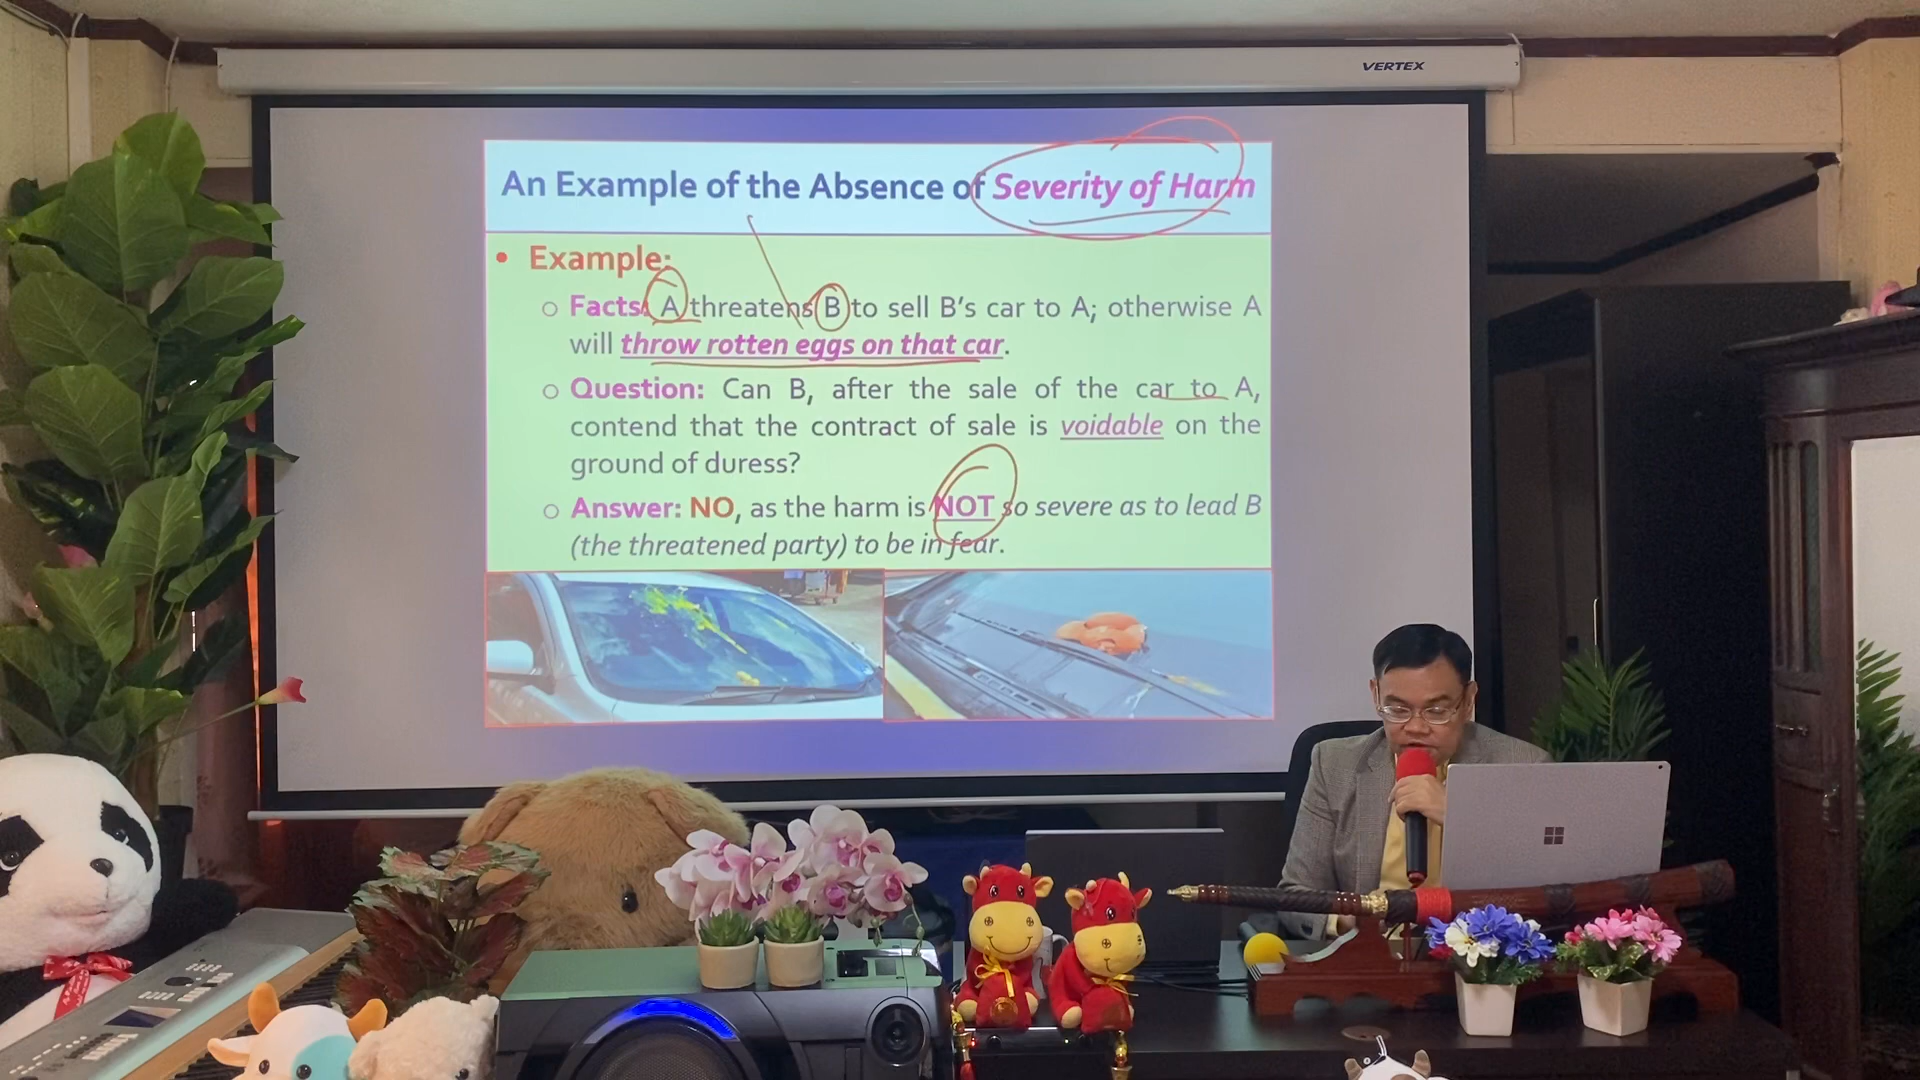 VERTEX
An Example of the Absence of Severity of Harm
• Example:
○ Facts: A threatens B to sell B's car to A; otherwise A
will throw rotten eggs on that car.
○ Question: Can B, after the sale of the car to A,
contend that the contract of sale is voidable on the
ground of duress?
○ Answer: NO, as the harm is NOT so severe as to lead B
(the threatened party) to be in fear.